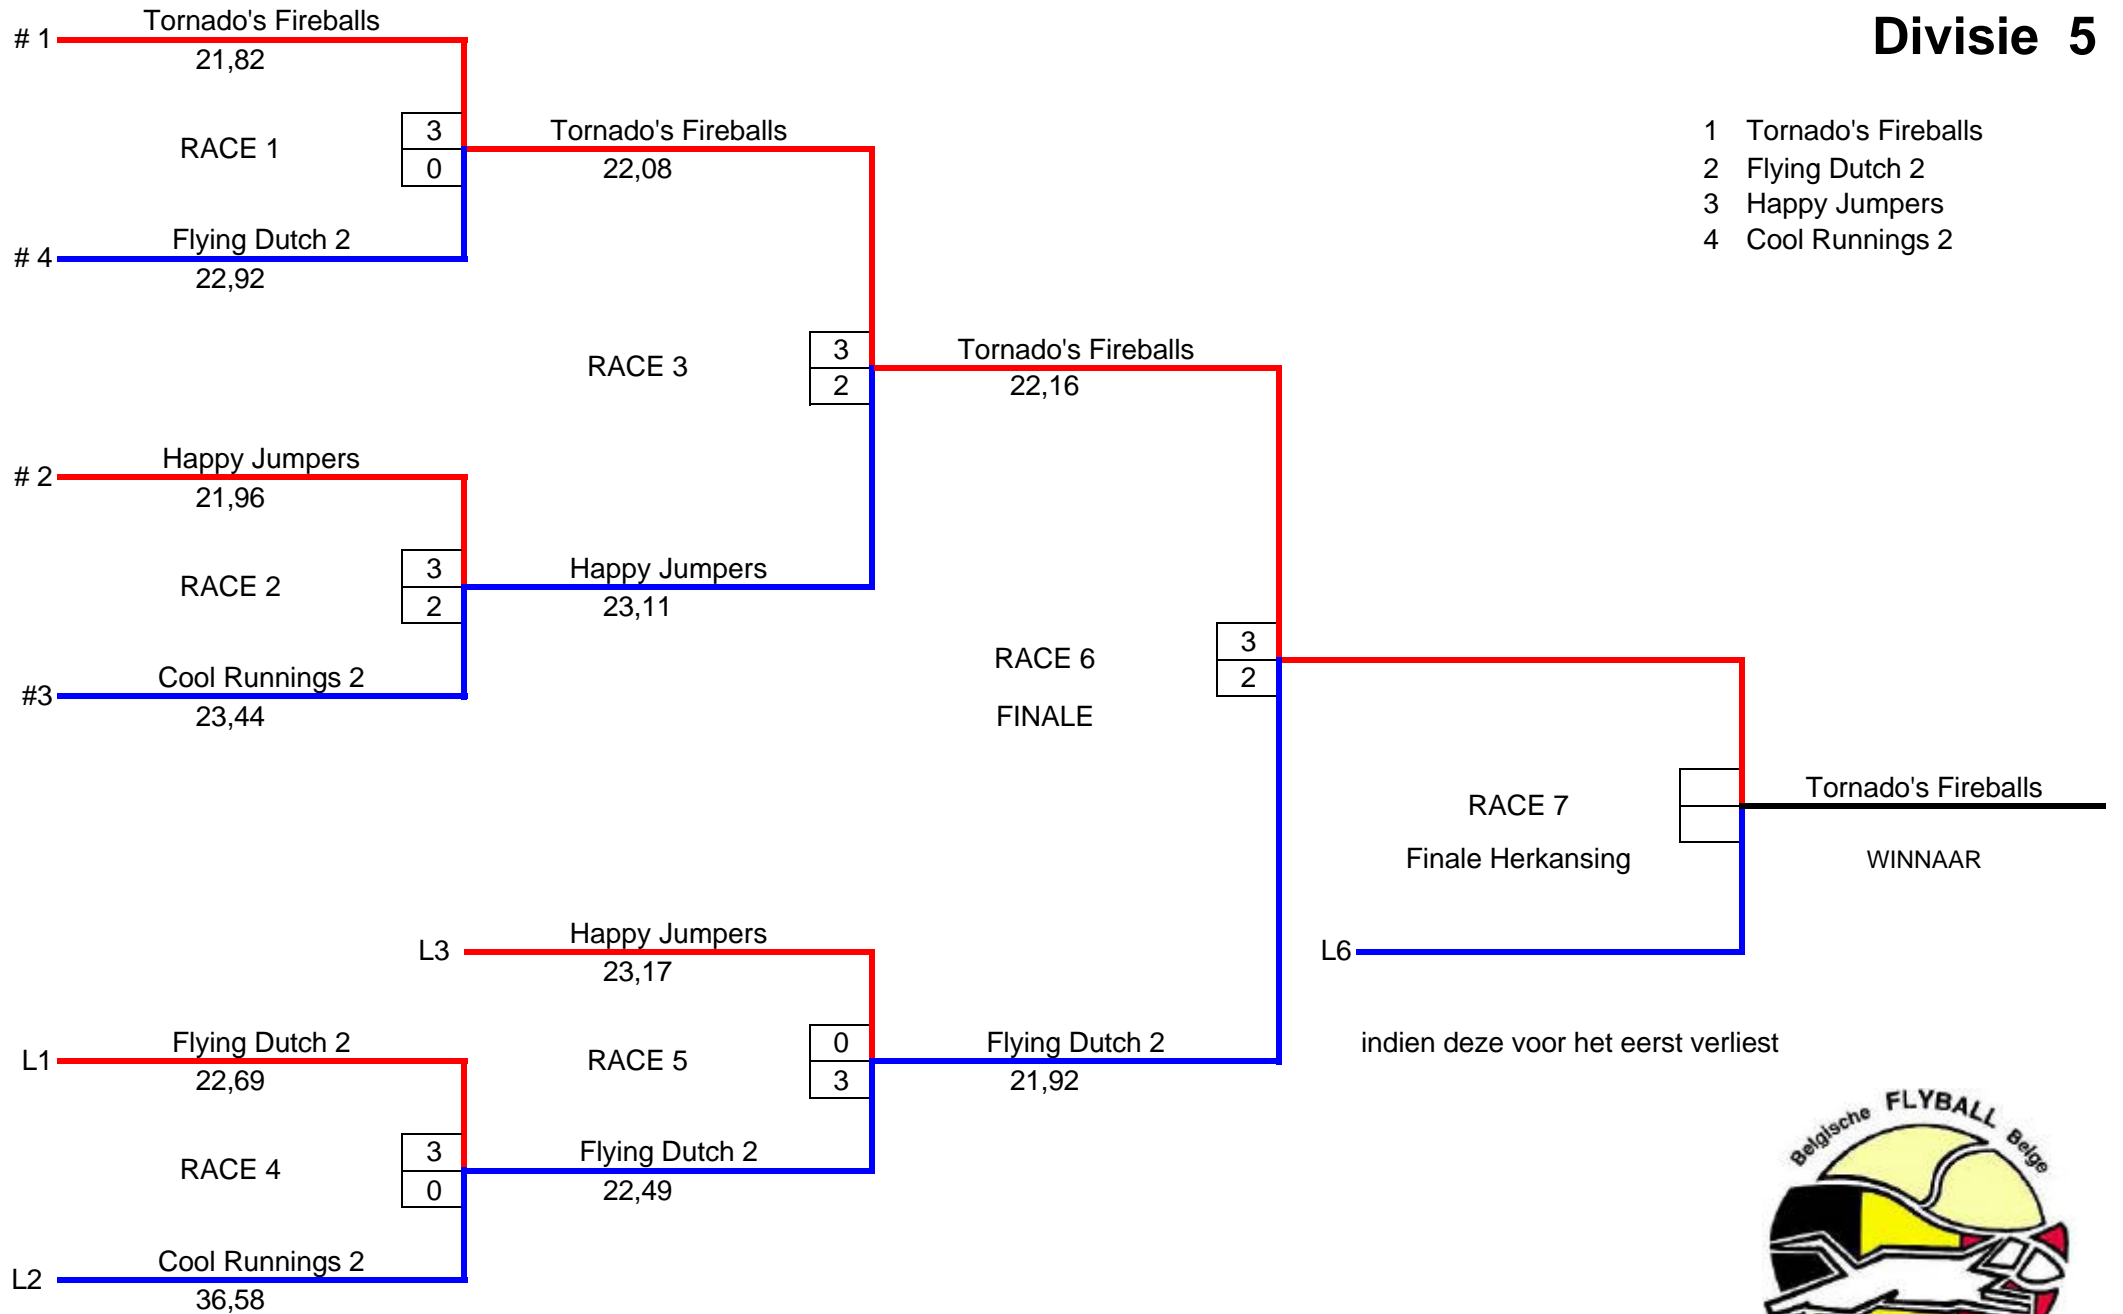 Divisie 5
1 Tornado's Fireballs
2 Flying Dutch 2
3 Happy Jumpers
4 Cool Runnings 2
# 1 Tornado's Fireballs
21,82
RACE 1
3
0
# 4 Flying Dutch 2
22,92
Tornado's Fireballs
22,08
# 2 Happy Jumpers
21,96
RACE 2
3
2
#3 Cool Runnings 2
23,44
Happy Jumpers
23,11
RACE 3
3
2
Tornado's Fireballs
22,16
RACE 6
FINALE
3
2
L3 Happy Jumpers
23,17
RACE 5
0
3
L1 Flying Dutch 2
22,69
RACE 4
3
0
L2 Cool Runnings 2
36,58
Flying Dutch 2
22,49
Flying Dutch 2
21,92
RACE 7
Finale Herkansing
L6
indien deze voor het eerst verliest
Tornado's Fireballs
WINNAAR
Belgische FLYBALL Belge